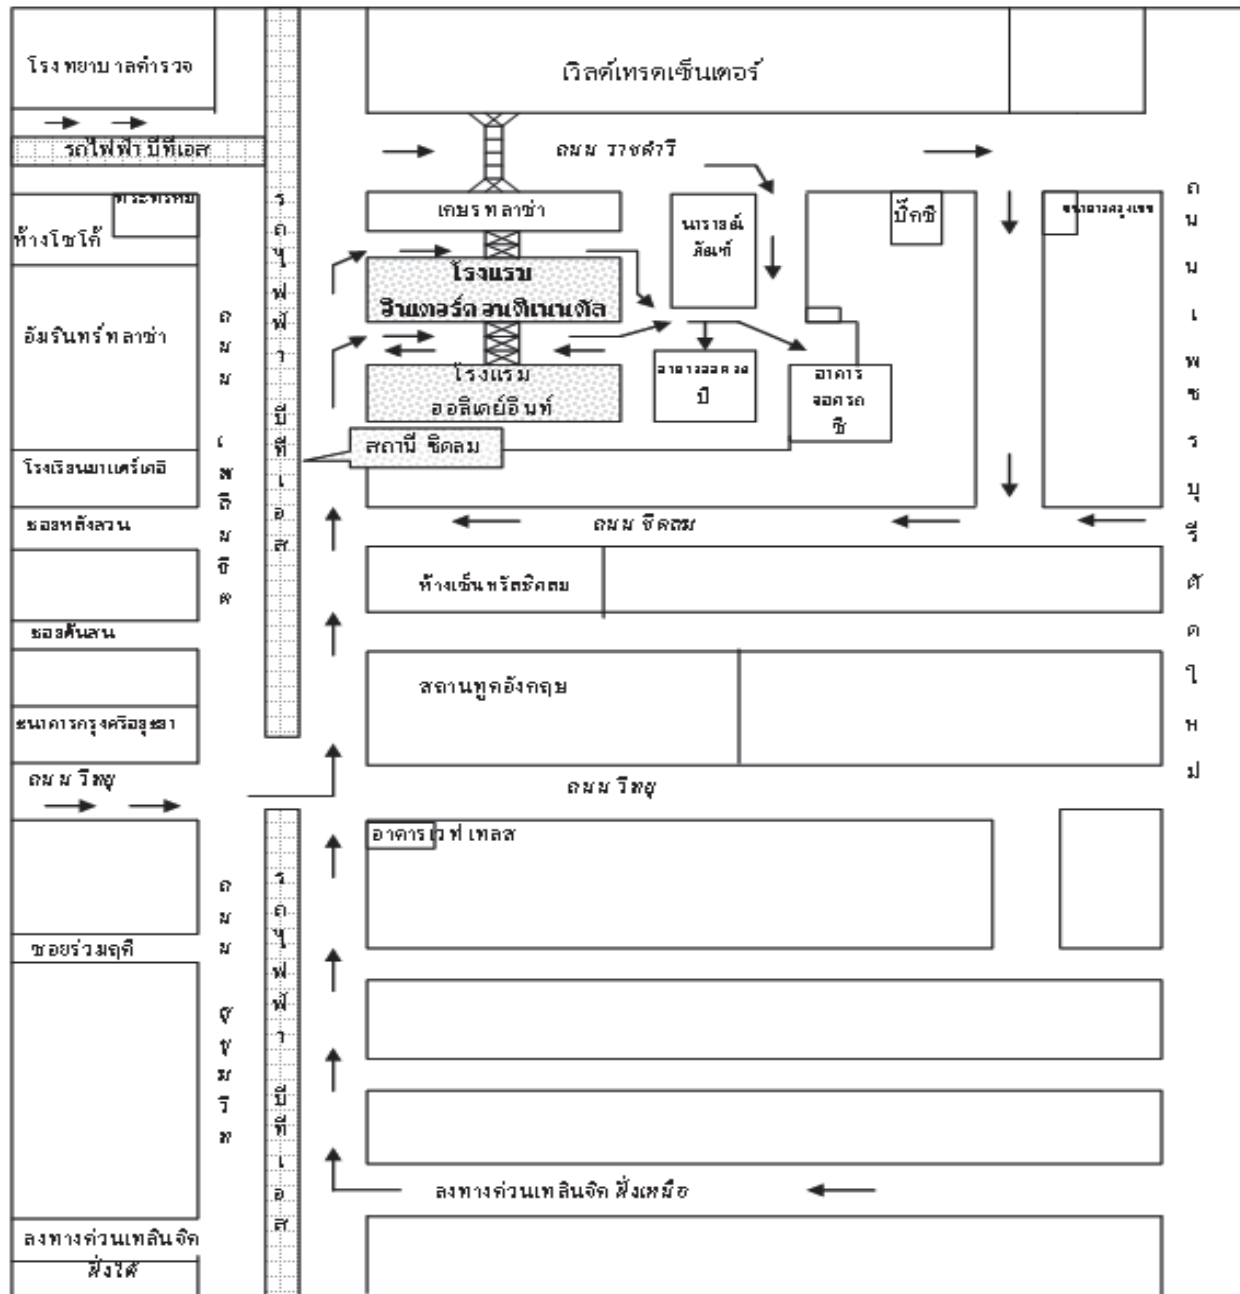 โรงพยาบาลตำรวจ
เวิลด์เทรดเซ็นเตอร์
รถไฟฟ้า บีทีเอส
ถนน ราชดำริ
พระพรหม
ห้างโซโก้
เกษรพลาซ่า
นารายณ์
ภัณฑ์
บิ๊กซี
โรงแรม
อินเตอร์คอนติเนนตัล
อัมรินทร์พลาซ่า
โรงแรม
ฮอลิเดย์อินท์
อาคารจอดรถ
บี
อาคาร
จอดรถ
ซี
สถานี ชิดลม
โรงเรียนมาแตร์เดอี
ซอยหลังสวน
ถนน ชิดลม
ถนน เพลินจิต
รถไฟฟ้า บีทีเอส
ถนนเพชรบุรีตัดใหม่
ห้างเซ็นทรัลชิดลม
ซอยต้นสน
สถานทูตอังกฤษ
ธนาคารกรุงศรีอยุธยา
ถนน วิทยุ
ถนน วิทยุ
อาคารเวฟ เพลส
ซอยร่วมฤดี
ถนน สุขุมวิท
รถไฟฟ้า บีทีเอส
ลงทางด่วนเพลินจิต ฝั่งเหนือ
ลงทางด่วนเพลินจิต
ฝั่งใต้